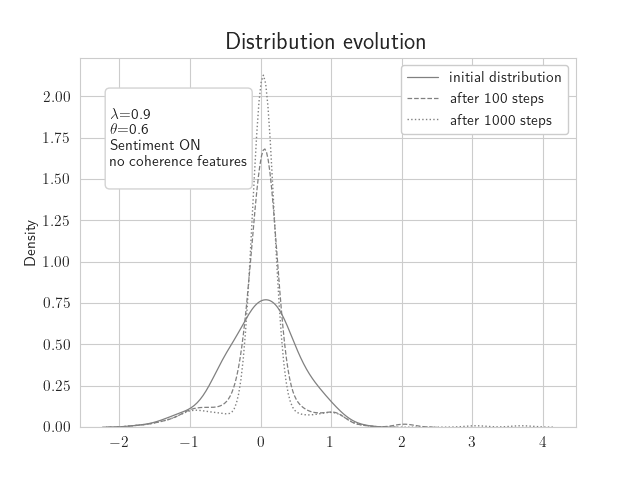 Distribution evolution
initial distribution
after 100 steps
after 1000 steps
λ=0.9
θ=0.6
Sentiment ON
no coherence features
Density
2.00
1.75
1.50
1.25
1.00
0.75
0.50
0.25
0.00
−2
−1
0
1
2
3
4